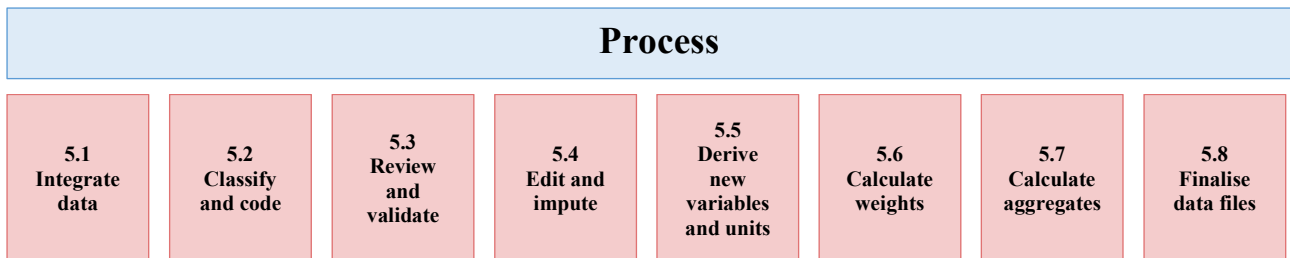 Process
5.1
Integrate
data
5.2
Classify
and code
5.3
Review
and
validate
5.4
Edit and
impute
5.5
Derive
new
variables
and units
5.6
Calculate
weights
5.7
Calculate
aggregates
5.8
Finalise
data files